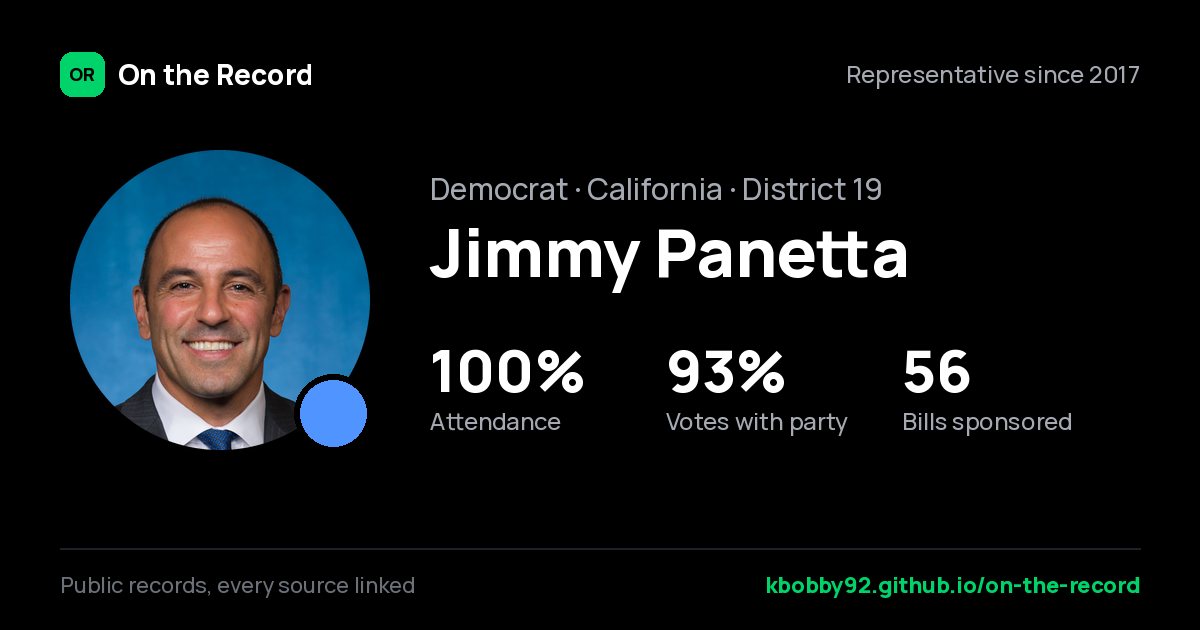 OR On the Record
Representative since 2017
Democrat · California · District 19
Jimmy Panetta
100% 93% 56
Attendance Votes with party Bills sponsored
Public records, every source linked
kbobby92.github.io/on-the-record